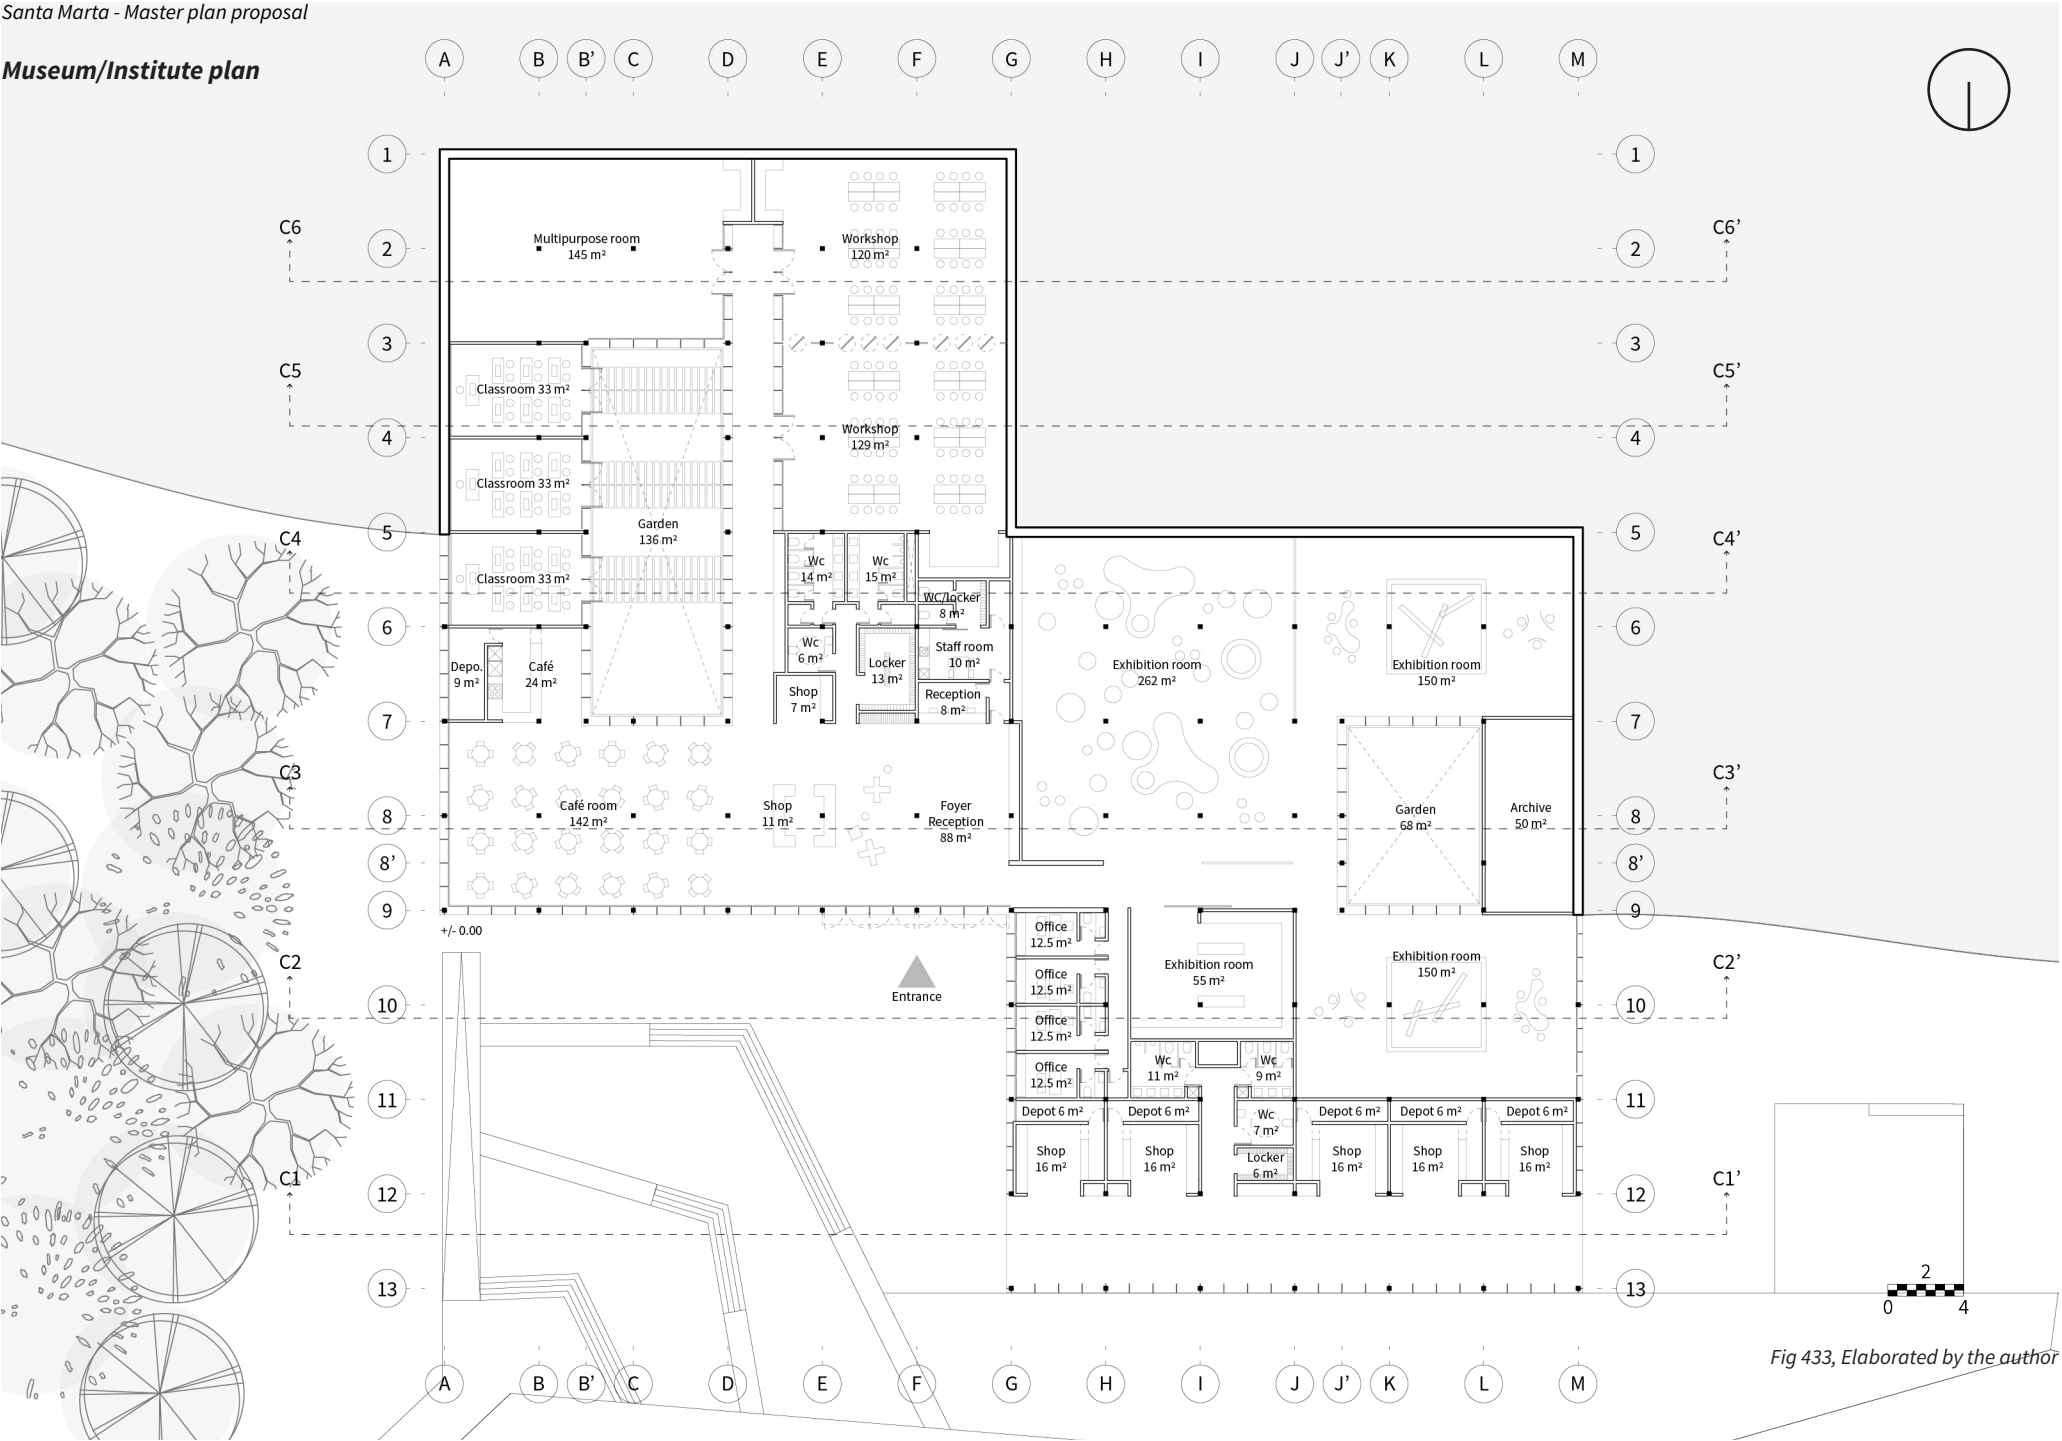 Santa Marta - Master plan proposal
Museum/Institute plan
A B B’ C D E F G H I J J’ K L M
1 1
C6 C6’
Multipurpose room
145 m²
Workshop
120 m²
2 2
3 3
C5 C5’
Classroom 33 m²
4 4
Workshop
129 m²
Classroom 33 m²
5 5
C4 C4’
Garden
136 m²
Classroom 33 m²
Wc
14 m²
Wc
15 m²
WC/Locker
8 m²
6 6
Depo.
9 m²
Café
24 m²
Wc
6 m²
Locker
13 m²
Staff room
10 m²
Shop
7 m²
Reception
8 m²
Exhibition room
262 m²
Exhibition room
150 m²
7 7
C3 C3’
Café room
142 m²
Shop
11 m²
Foyer
Reception
88 m²
Garden
68 m²
Archive
50 m²
8 8
8’ 8’
9 9
+/- 0.00
C2 C2’
Entrance
Office
12.5 m²
Office
12.5 m²
Office
12.5 m²
Office
12.5 m²
Exhibition room
55 m²
Exhibition room
150 m²
10 10
Wc
11 m²
Wc
9 m²
11 11
Depot 6 m²
Depot 6 m²
Wc
7 m²
Depot 6 m²
Depot 6 m²
Depot 6 m²
Shop
16 m²
Shop
16 m²
Locker
6 m²
Shop
16 m²
Shop
16 m²
Shop
16 m²
C1 C1’
12 12
13 13
2
0 4
Fig 433, Elaborated by the author
A B B’ C D E F G H I J J’ K L M